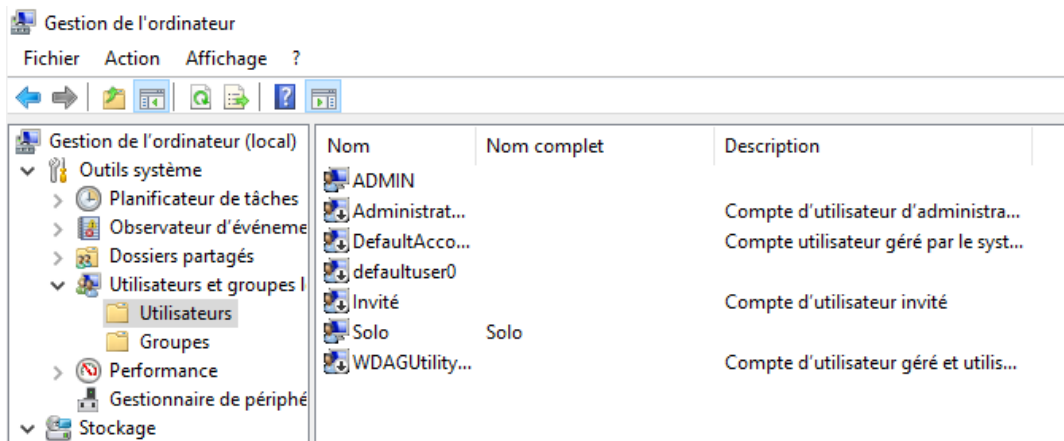 Gestion de l'ordinateur
Fichier Action Affichage ?
Gestion de l'ordinateur (local)
Outils système
Planificateur de tâches
Observateur d'événeme
Dossiers partagés
Utilisateurs et groupes l
Utilisateurs
Groupes
Performance
Gestionnaire de périphé
Stockage
Nom Nom complet Description
ADMIN
Administrat... Compte d'utilisateur d'administra...
DefaultAcco... Compte utilisateur géré par le syst...
defaultuser0
Invité Compte d'utilisateur invité
Solo Solo
WDAGUtility... Compte d'utilisateur géré et utilis...